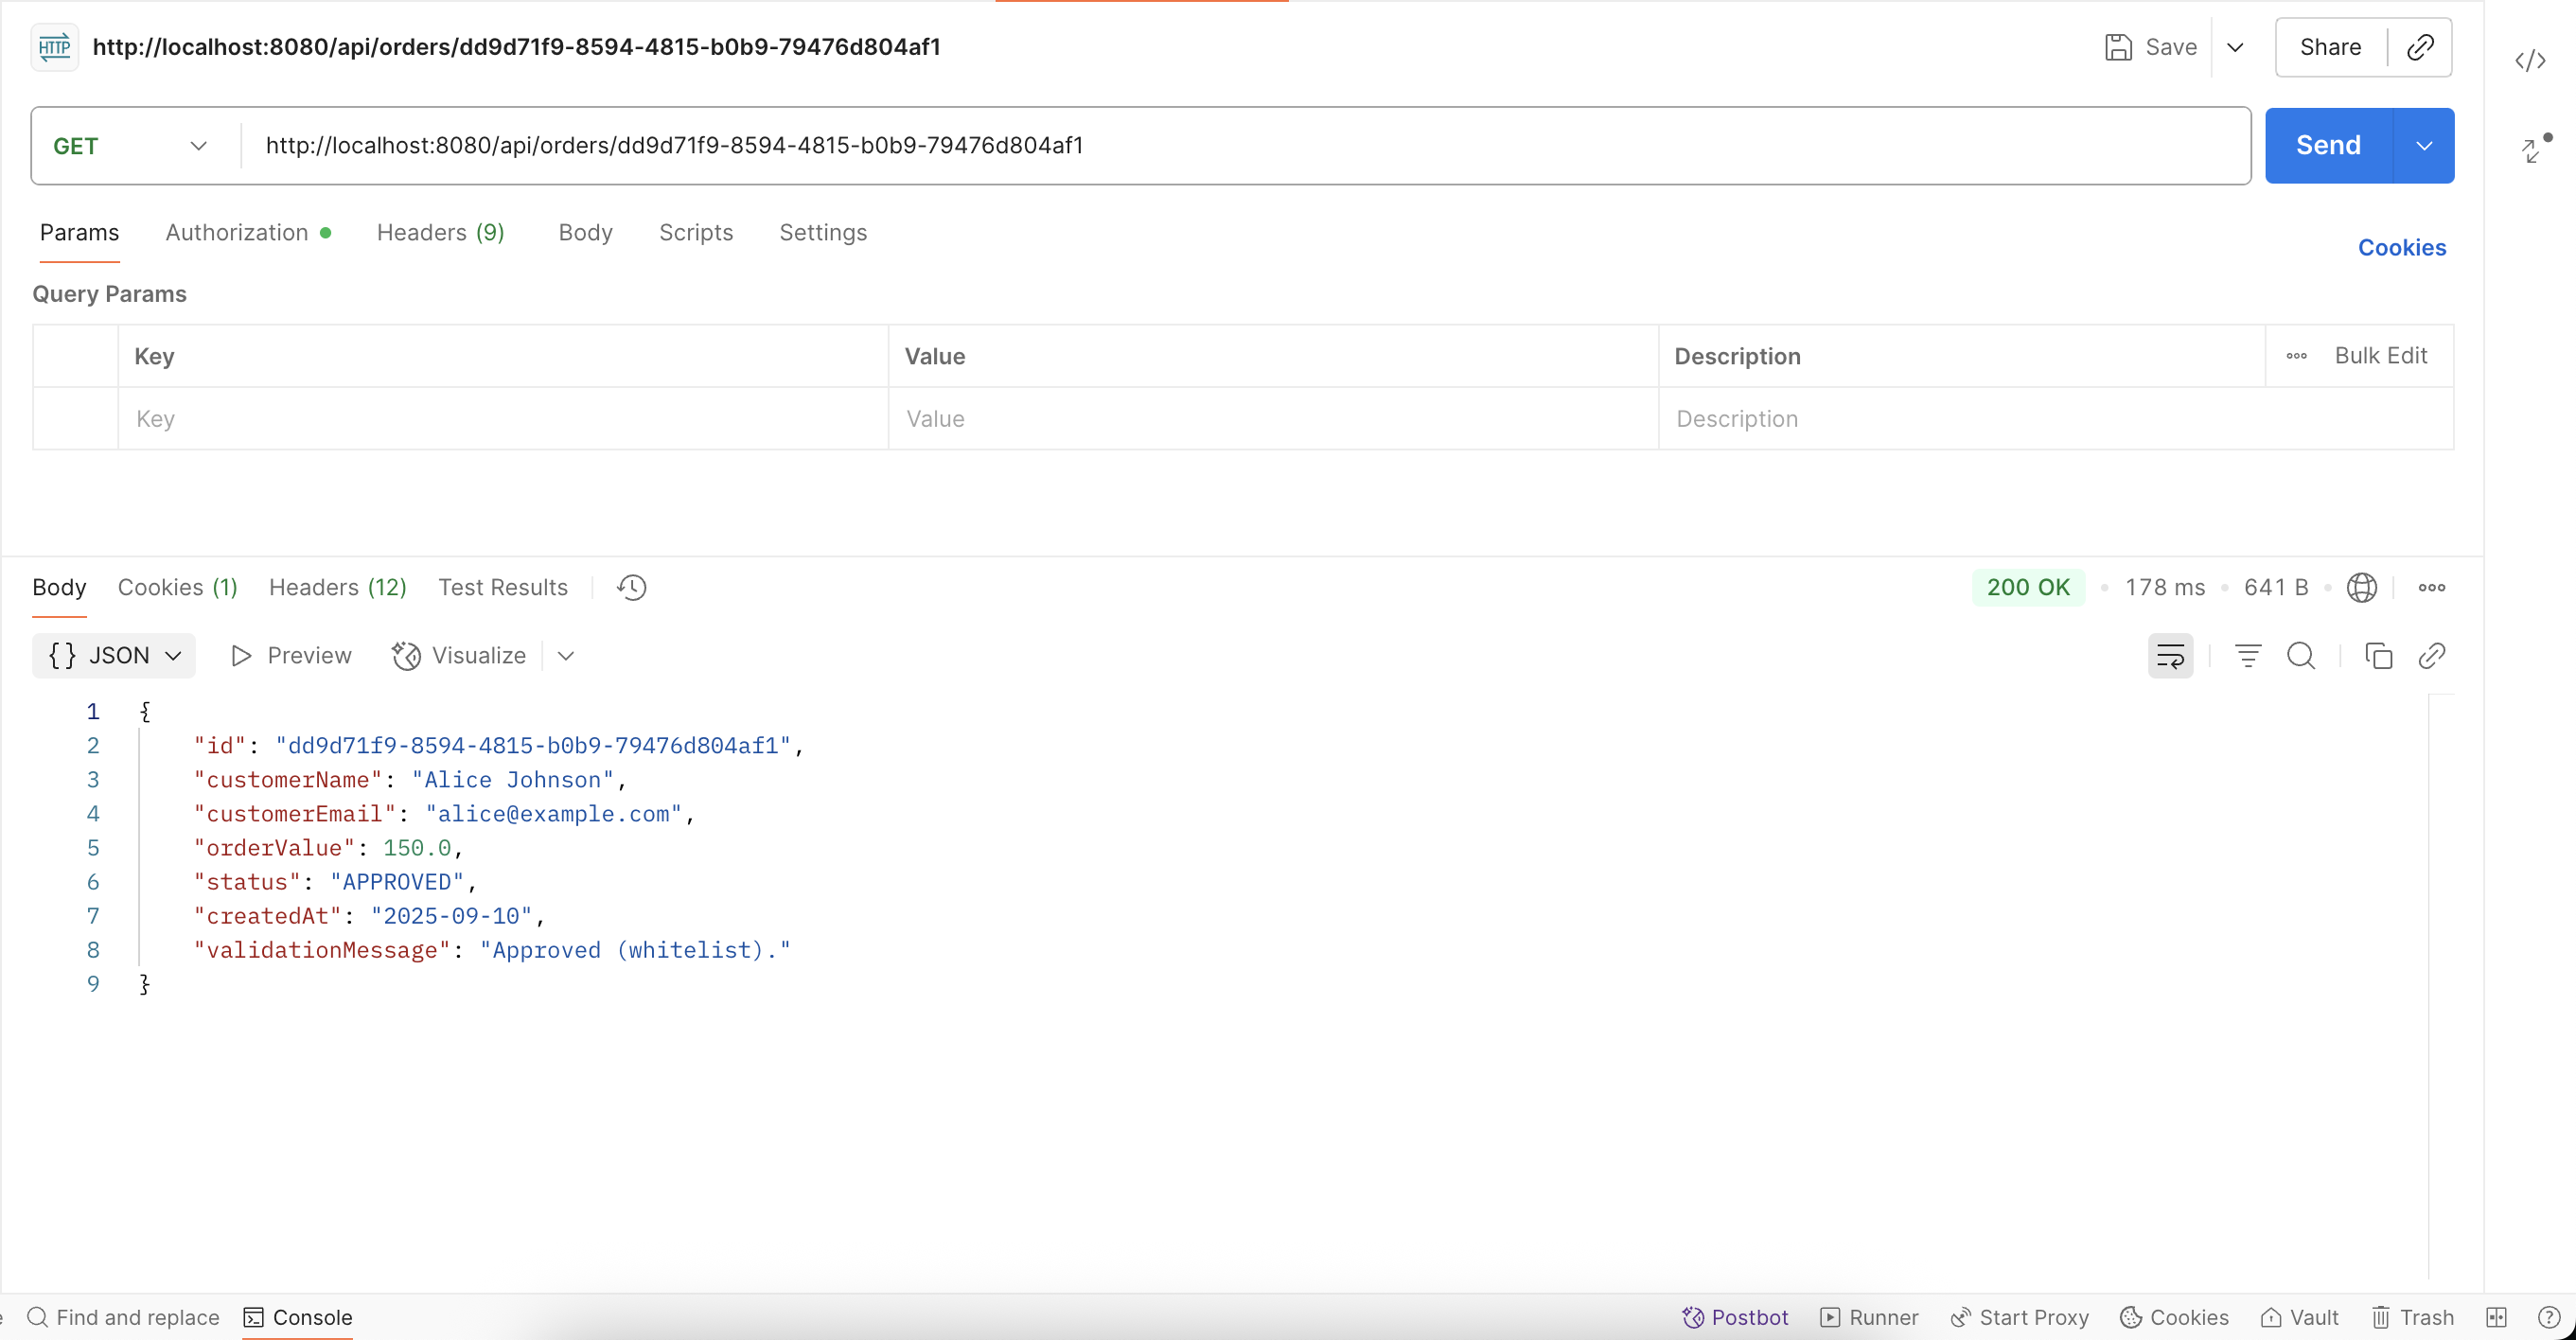 HTTP http://localhost:8080/api/orders/dd9d71f9-8594-4815-b0b9-79476d804af1 Save Share
GET http://localhost:8080/api/orders/dd9d71f9-8594-4815-b0b9-79476d804af1 Send
Params Authorization Headers (9) Body Scripts Settings Cookies
Query Params
Key Value Description Bulk Edit
Key Value Description
Body Cookies (1) Headers (12) Test Results 200 OK 178 ms 641 B
{} JSON Preview Visualize
1 {
2 "id": "dd9d71f9-8594-4815-b0b9-79476d804af1",
3 "customerName": "Alice Johnson",
4 "customerEmail": "alice@example.com",
5 "orderValue": 150.0,
6 "status": "APPROVED",
7 "createdAt": "2025-09-10",
8 "validationMessage": "Approved (whitelist)."
9 }
Find and replace Console Postbot Runner Start Proxy Cookies Vault Trash